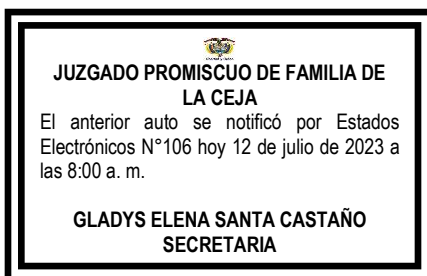 JUZGADO PROMISCUO DE FAMILIA DE
LA CEJA
El anterior auto se notificó por Estados
Electrónicos N°106 hoy 12 de julio de 2023 a
las 8:00 a. m.
GLADYS ELENA SANTA CASTAÑO
SECRETARIA